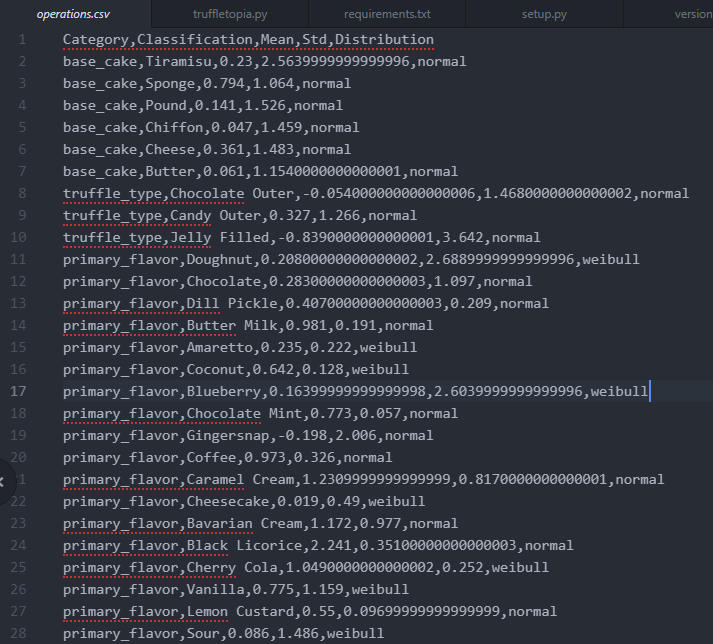 operations.csv truffletopia.py requirements.txt setup.py version
1 Category,Classification,Mean,Std,Distribution
2 base_cake,Tiramisu,0.23,2.5639999999999996,normal
3 base_cake,Sponge,0.794,1.064,normal
4 base_cake,Pound,0.141,1.526,normal
5 base_cake,Chiffon,0.047,1.459,normal
6 base_cake,Cheese,0.361,1.483,normal
7 base_cake,Butter,0.061,1.1540000000000001,normal
8 truffle_type,Chocolate Outer,-0.054000000000000006,1.4680000000000002,normal
9 truffle_type,Candy Outer,0.327,1.266,normal
10 truffle_type,Jelly Filled,-0.8390000000000001,3.642,normal
11 primary_flavor,Doughnut,0.20800000000000002,2.6889999999999996,weibull
12 primary_flavor,Chocolate,0.28300000000000003,1.097,normal
13 primary_flavor,Dill Pickle,0.40700000000000003,0.209,normal
14 primary_flavor,Butter Milk,0.981,0.191,normal
15 primary_flavor,Amaretto,0.235,0.222,weibull
16 primary_flavor,Coconut,0.642,0.128,weibull
17 primary_flavor,Blueberry,0.16399999999999998,2.6039999999999996,weibull
18 primary_flavor,Chocolate Mint,0.773,0.057,normal
19 primary_flavor,Gingersnap,-0.198,2.006,normal
20 primary_flavor,Coffee,0.973,0.326,normal
21 primary_flavor,Caramel Cream,1.2309999999999999,0.8170000000000001,normal
22 primary_flavor,Cheesecake,0.019,0.49,weibull
23 primary_flavor,Bavarian Cream,1.172,0.977,normal
24 primary_flavor,Black Licorice,2.241,0.35100000000000003,normal
25 primary_flavor,Cherry Cola,1.0490000000000002,0.252,weibull
26 primary_flavor,Vanilla,0.775,1.159,weibull
27 primary_flavor,Lemon Custard,0.55,0.09699999999999999,normal
28 primary_flavor,Sour,0.086,1.486,weibull